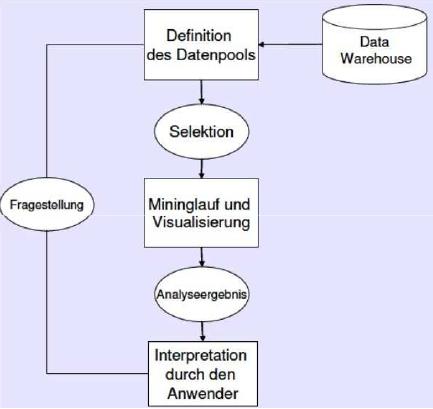 Definition
des Datenpools
Data
Warehouse
Selektion
Fragestellung
Mininglauf und
Visualisierung
Analyseergebnis
Interpretation
durch den
Anwender